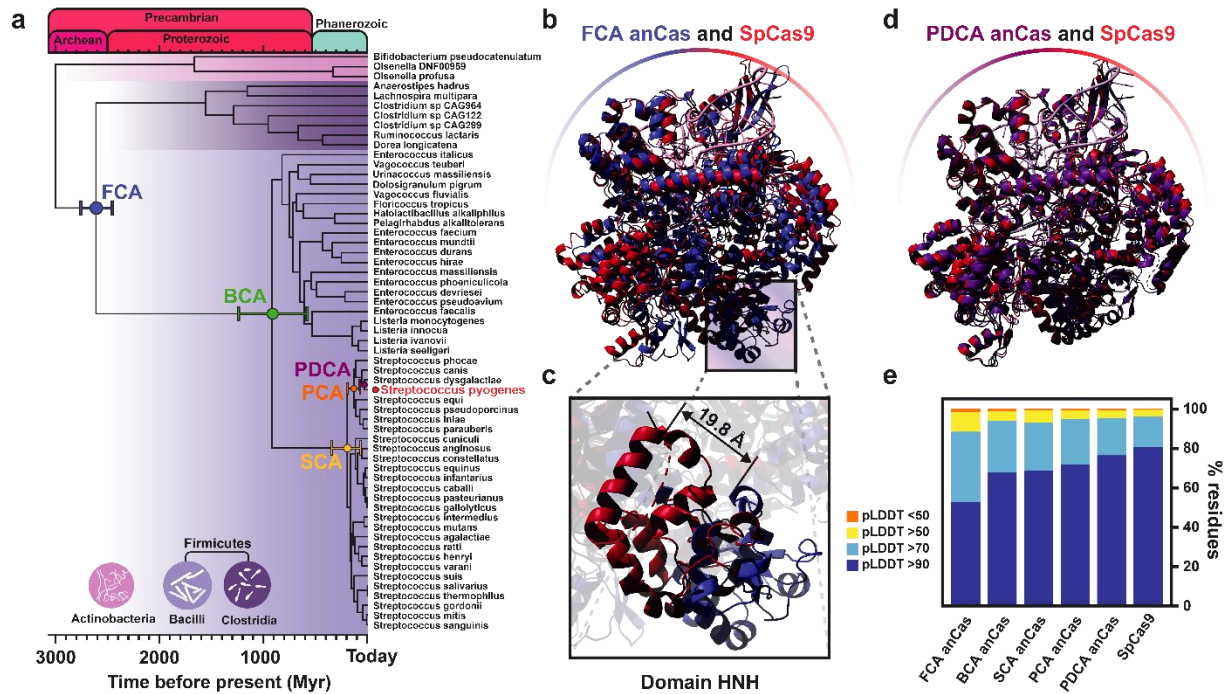 a
Precambrian
Phanerozoic
Archean
Proterozoic
Bifidobacterium pseudocatenulatum
Olsenella DNF00959
Olsenella profusa
Anaerostipes hadrus
Lachnospira multipara
Clostridium sp CAG964
Clostridium sp CAG122
Clostridium sp CAG299
Ruminococcus lactaris
Dorea longicatena
Enterococcus italicus
Vagococcus teuberi
Urinacoccus massiliensis
Dolosigranulum pigrum
Vagococcus fluvialis
Floricoccus tropicus
Halolactibacillus alkaliphilus
Pelagirhabdus alkalitolerans
Enterococcus faecium
Enterococcus mundtii
Enterococcus durans
Enterococcus hirae
Enterococcus massiliensis
Enterococcus phoeniculicola
Enterococcus devriesei
Enterococcus pseudoavium
Enterococcus faecalis
Listeria monocytogenes
Listeria innocua
Listeria ivanovii
Listeria seeligeri
Streptococcus phocae
Streptococcus canis
Streptococcus dysgalactiae
Streptococcus pyogenes
Streptococcus equi
Streptococcus pseudoporcinus
Streptococcus iniae
Streptococcus parauberis
Streptococcus cuniculi
Streptococcus anginosus
Streptococcus constellatus
Streptococcus equinus
Streptococcus infantarius
Streptococcus caballi
Streptococcus pasteurianus
Streptococcus gallolyticus
Streptococcus intermedius
Streptococcus mutans
Streptococcus agalactiae
Streptococcus ratti
Streptococcus henryi
Streptococcus varani
Streptococcus suis
Streptococcus salivarius
Streptococcus thermophilus
Streptococcus gordonii
Streptococcus mitis
Streptococcus sanguinis
FCA
BCA
PDCA
PCA
SCA
Firmicutes
Actinobacteria
Bacilli
Clostridia
3000
2000
1000
Today
Time before present (Myr)
b
FCA anCas and SpCas9
c
19.8 Å
Domain HNH
d
PDCA anCas and SpCas9
e
pLDDT <50
pLDDT >50
pLDDT >70
pLDDT >90
100
80
60
40
20
0
% residues
FCA anCas
BCA anCas
SCA anCas
PCA anCas
PDCA anCas
SpCas9